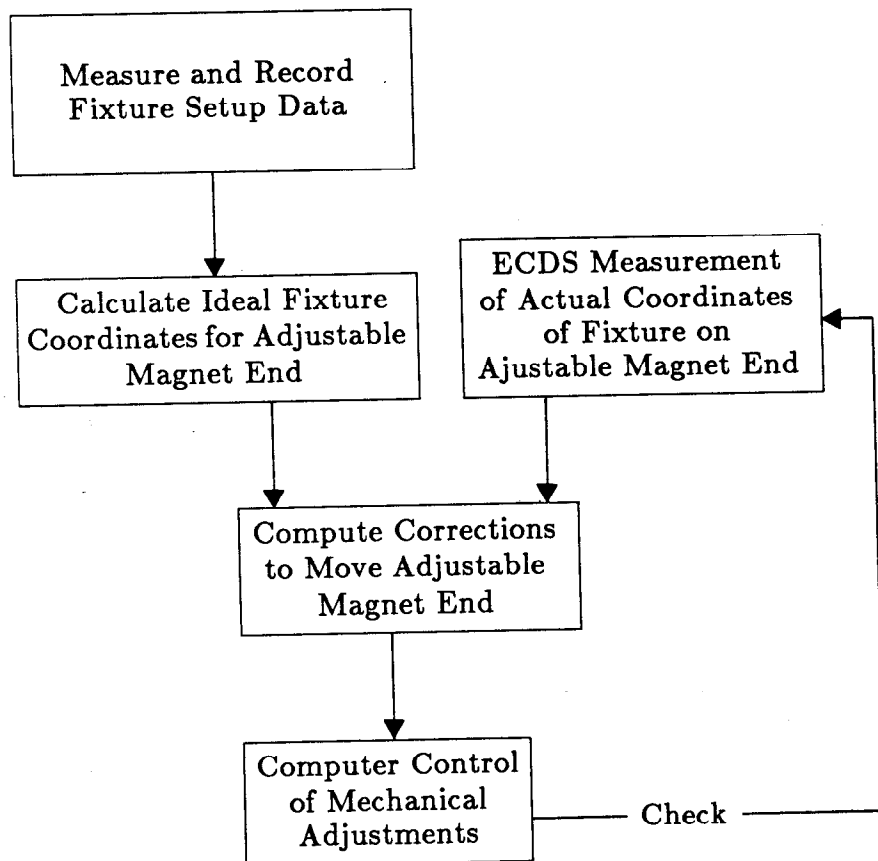 Measure and Record
Fixture Setup Data
Calculate Ideal Fixture
Coordinates for Adjustable
Magnet End
ECDS Measurement
of Actual Coordinates
of Fixture on
Ajustable Magnet End
Compute Corrections
to Move Adjustable
Magnet End
Computer Control
of Mechanical
Adjustments
Check